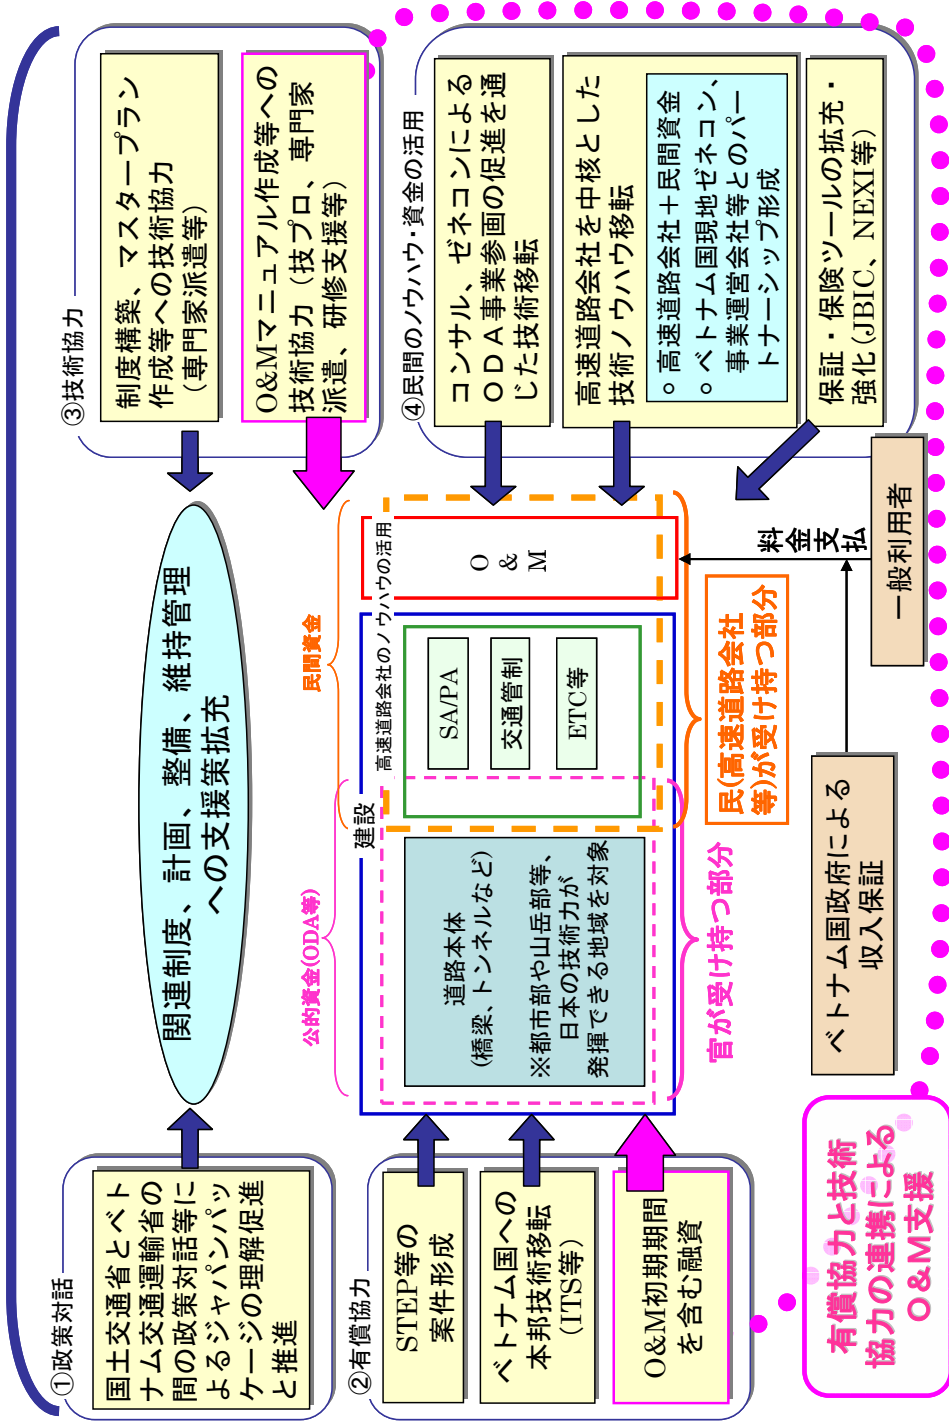 ①政策対話
国土交通省とベト
ナム交通運輸省の
間の政策対話等に
よるジャパンパッ
ケージの理解促進
と推進
関連制度、計画、整備、維持管理
への支援策拡充
③技術協力
制度構築、マスタープラン
作成等への技術協力
（専門家派遣等）
O&Mマニュアル作成等への
技術協力（技プロ、専門家
派遣、研修支援等）
②有償協力
STEP等の
案件形成
ベトナム国への
本邦技術移転
（ITS等）
O&M初期期間
を含む融資
公的資金(ODA等)
民間資金
建設
高速道路会社のノウハウの活用
道路本体
（橋梁、トンネルなど）
※都市部や山岳部等、
日本の技術力が
発揮できる地域を対象
SA/PA
交通管制
ETC等
O
&
M
官が受け持つ部分
民(高速道路会社
等)が受け持つ部分
④民間のノウハウ・資金の活用
コンサル、ゼネコンによる
ＯＤＡ事業参画の促進を通
じた技術移転
高速道路会社を中核とした
技術ノウハウ移転
○高速道路会社＋民間資金
○ベトナム国現地ゼネコン、
事業運営会社等とのパー
トナーシップ形成
保証・保険ツールの拡充・
強化（JBIC、NEXI等）
料金支払
一般利用者
ベトナム国政府による
収入保証
有償協力と技術
協力の連携による
Ｏ＆Ｍ支援